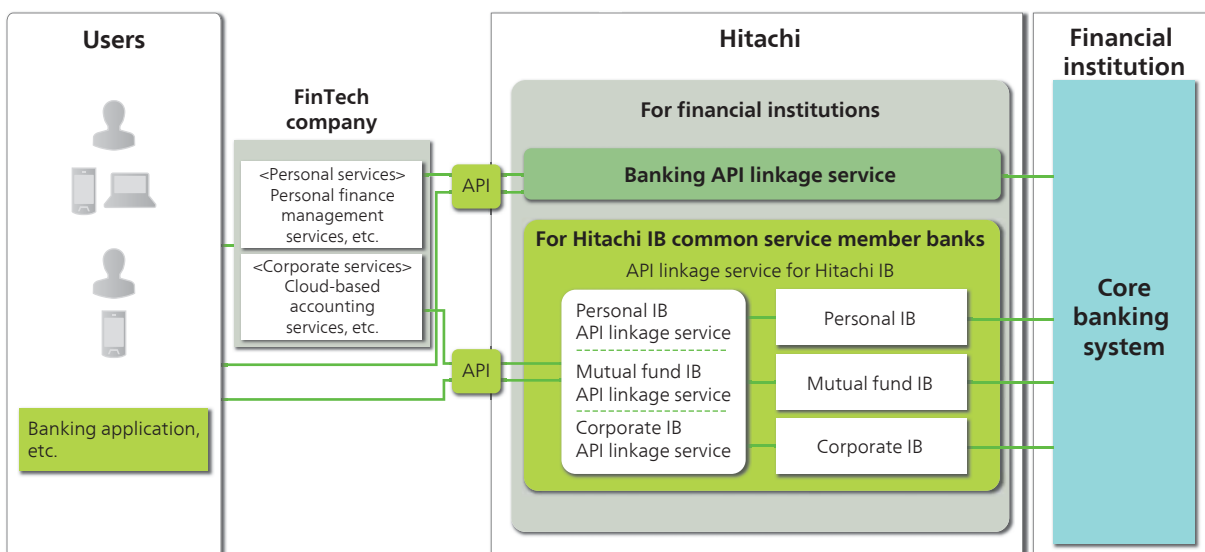 Users
Banking application,
etc.
FinTech
company
<Personal services>
Personal finance
management
services, etc.
<Corporate services>
Cloud-based
accounting
services, etc.
API
API
Hitachi
For financial institutions
Banking API linkage service
For Hitachi IB common service member banks
API linkage service for Hitachi IB
Personal IB
API linkage service
Mutual fund IB
API linkage service
Corporate IB
API linkage service
Personal IB
Mutual fund IB
Corporate IB
Financial
institution
Core
banking
system